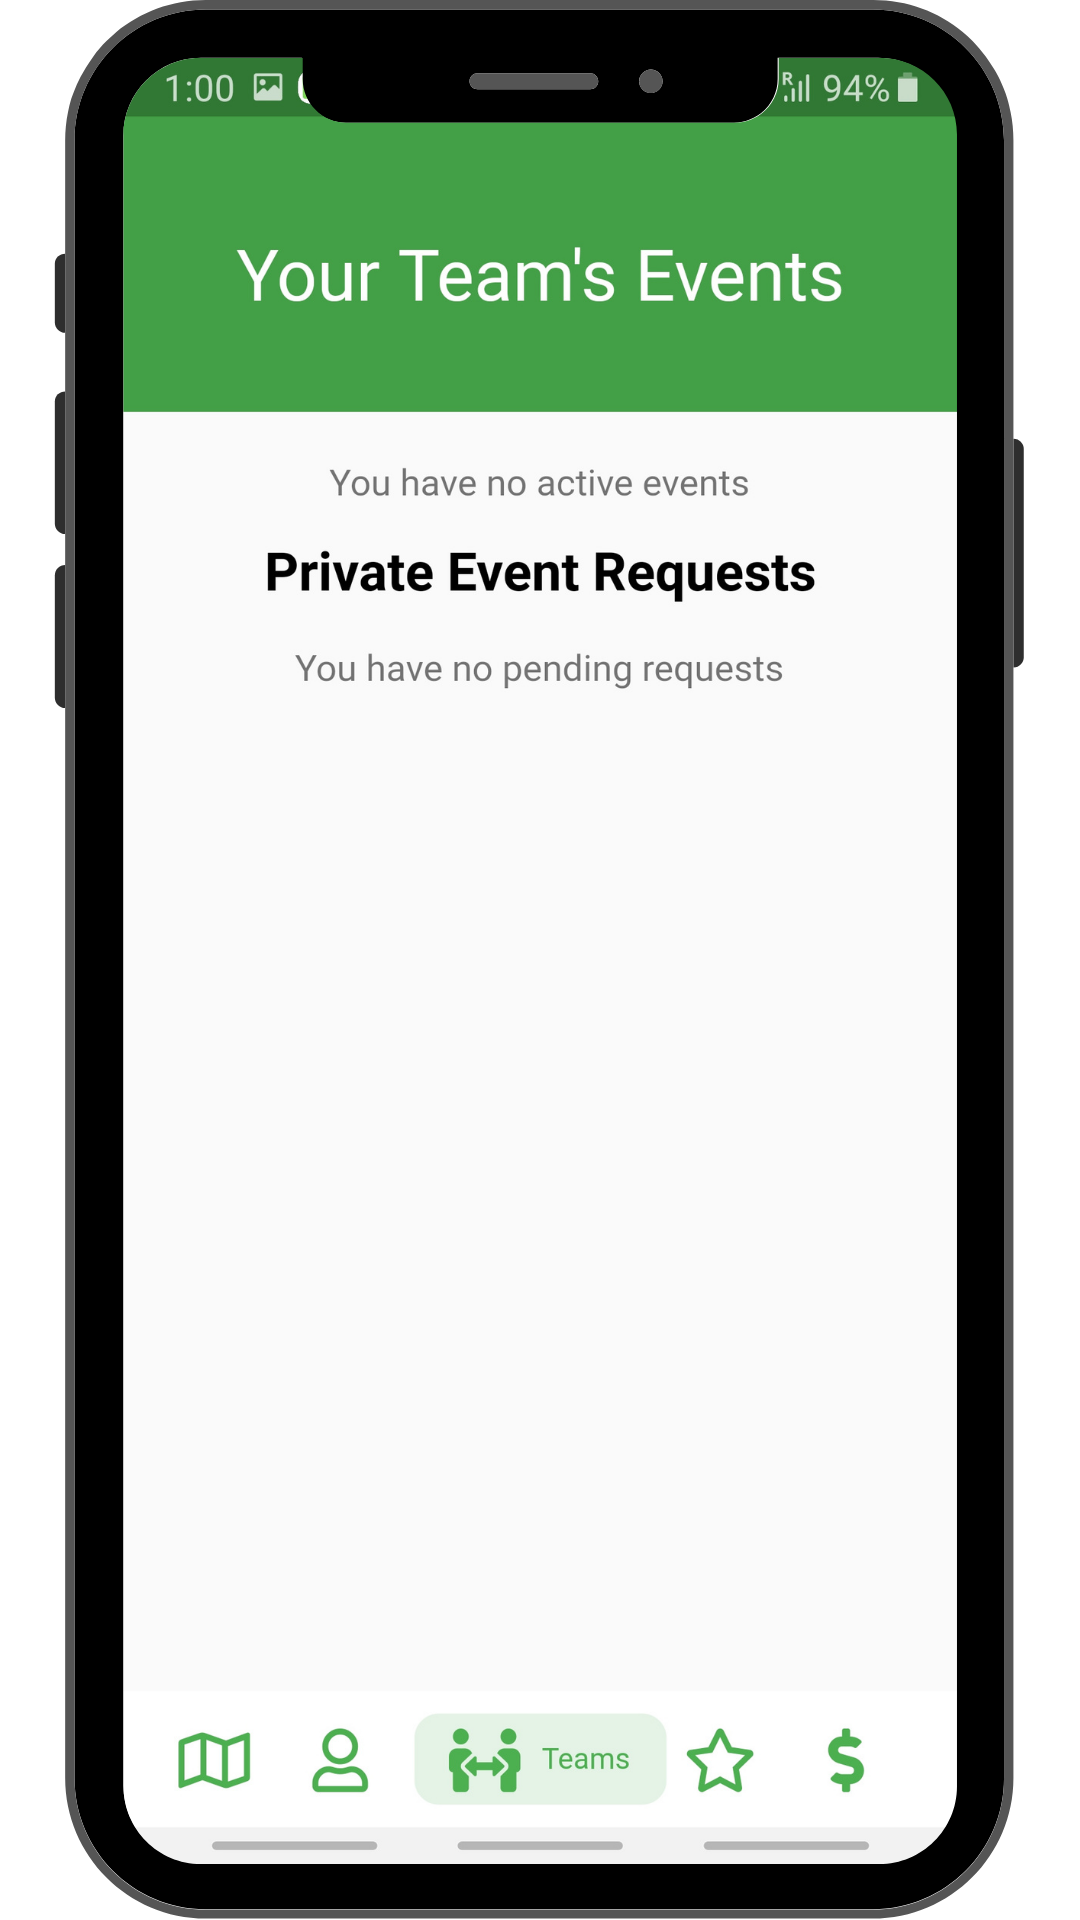 1:00 R 94%
Your Team's Events
You have no active events
Private Event Requests
You have no pending requests
Teams